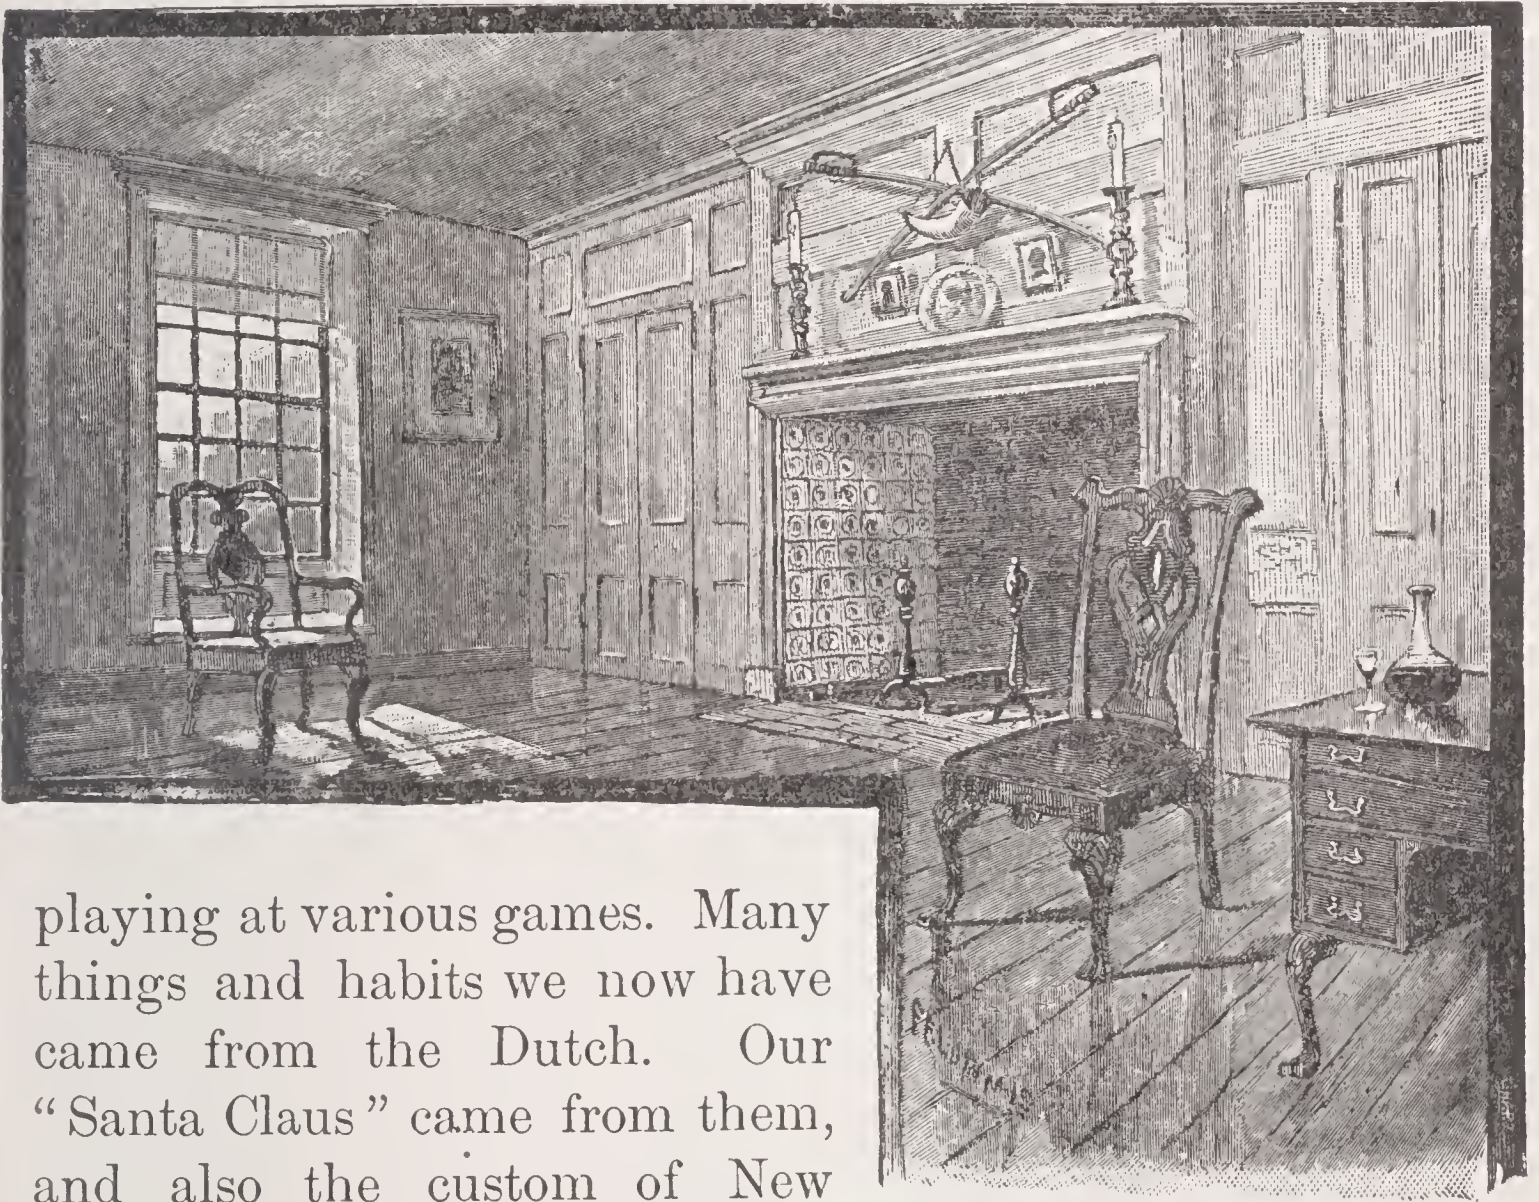 playing at various games. Many
things and habits we now have
came from the Dutch. Our
“Santa Claus” came from them,
and also the custom of New